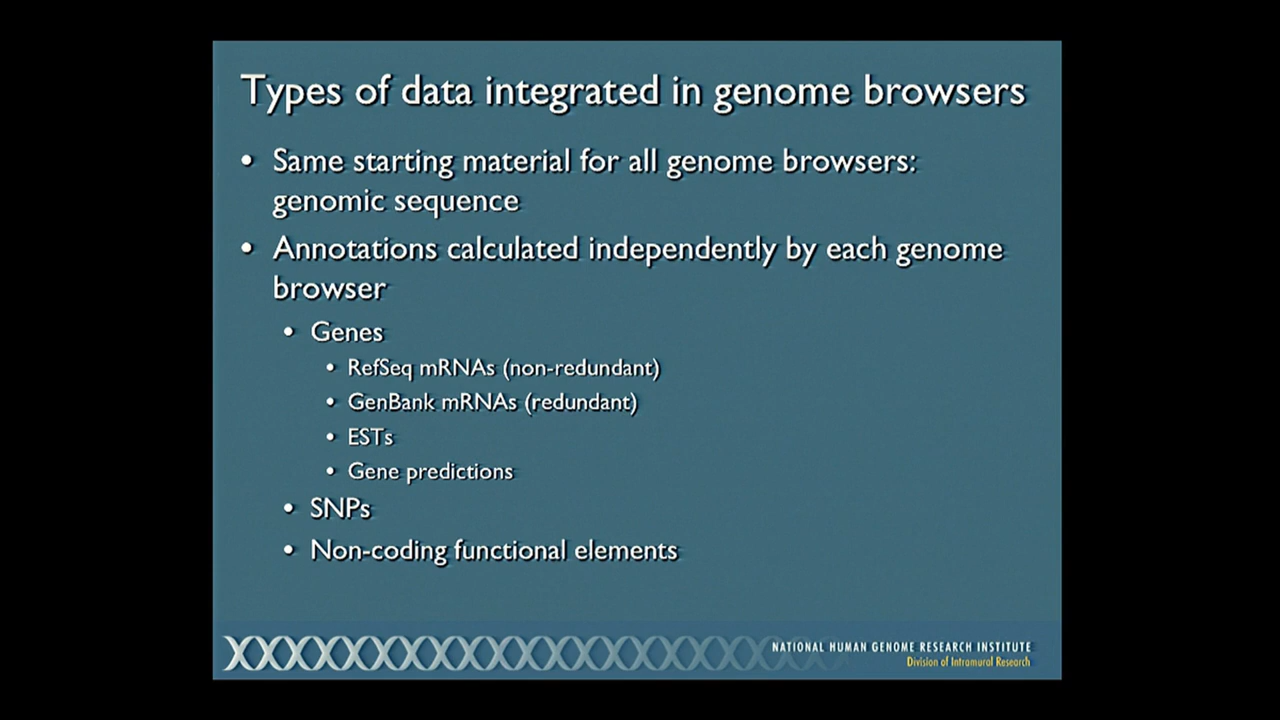 Types of data integrated in genome browsers
• Same starting material for all genome browsers:
genomic sequence
• Annotations calculated independently by each genome
browser
• Genes
• RefSeq mRNAs (non-redundant)
• GenBank mRNAs (redundant)
• ESTs
• Gene predictions
• SNPs
• Non-coding functional elements
NATIONAL HUMAN GENOME RESEARCH INSTITUTE
Division of Intramural Research